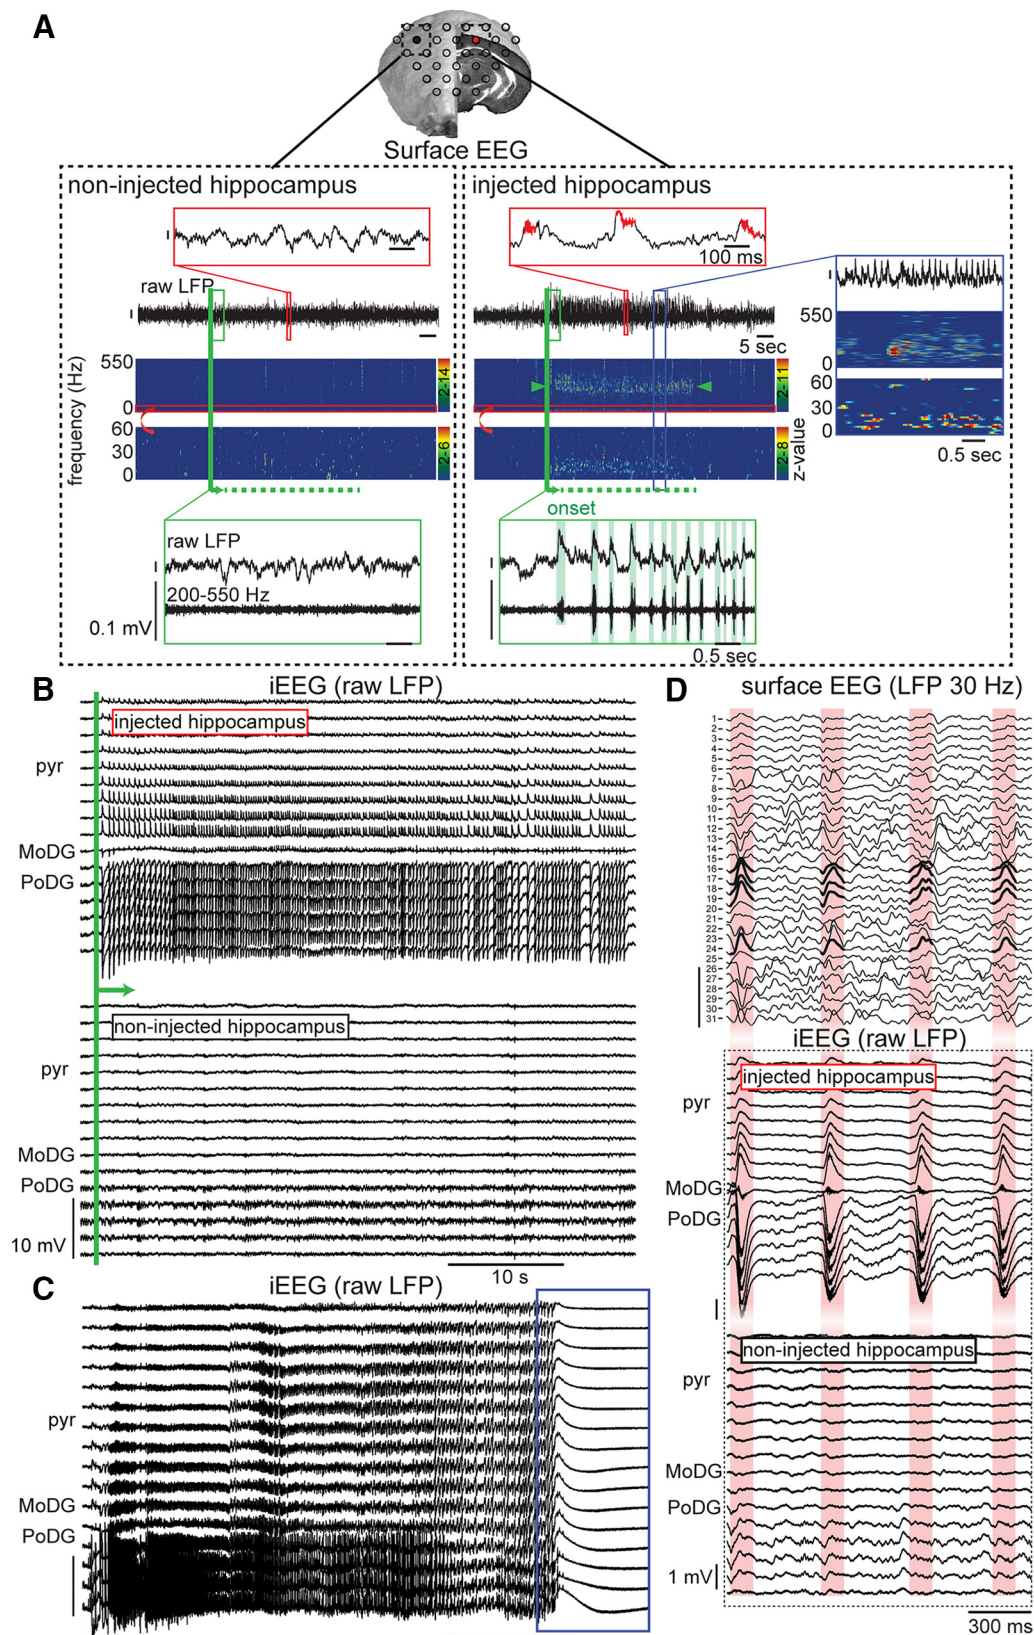 A
Surface EEG
non-injected hippocampus
injected hippocampus
100 ms
raw LFP
5 sec
550
0
60
30
0
frequency (Hz)
2-14
2-6
2-11
2-8
z-value
550
0
60
30
0
0.5 sec
onset
raw LFP
200-550 Hz
0.1 mV
0.5 sec
B
iEEG (raw LFP)
injected hippocampus
pyr
MoDG
PoDG
non-injected hippocampus
pyr
MoDG
PoDG
10 mV
10 s
C
iEEG (raw LFP)
pyr
MoDG
PoDG
D
surface EEG (LFP 30 Hz)
1
2
3
4
5
6
7
8
9
10
11
12
13
14
15
16
17
18
19
20
21
22
23
24
25
26
27
28
29
30
31
iEEG (raw LFP)
injected hippocampus
pyr
MoDG
PoDG
non-injected hippocampus
pyr
MoDG
PoDG
1 mV
300 ms